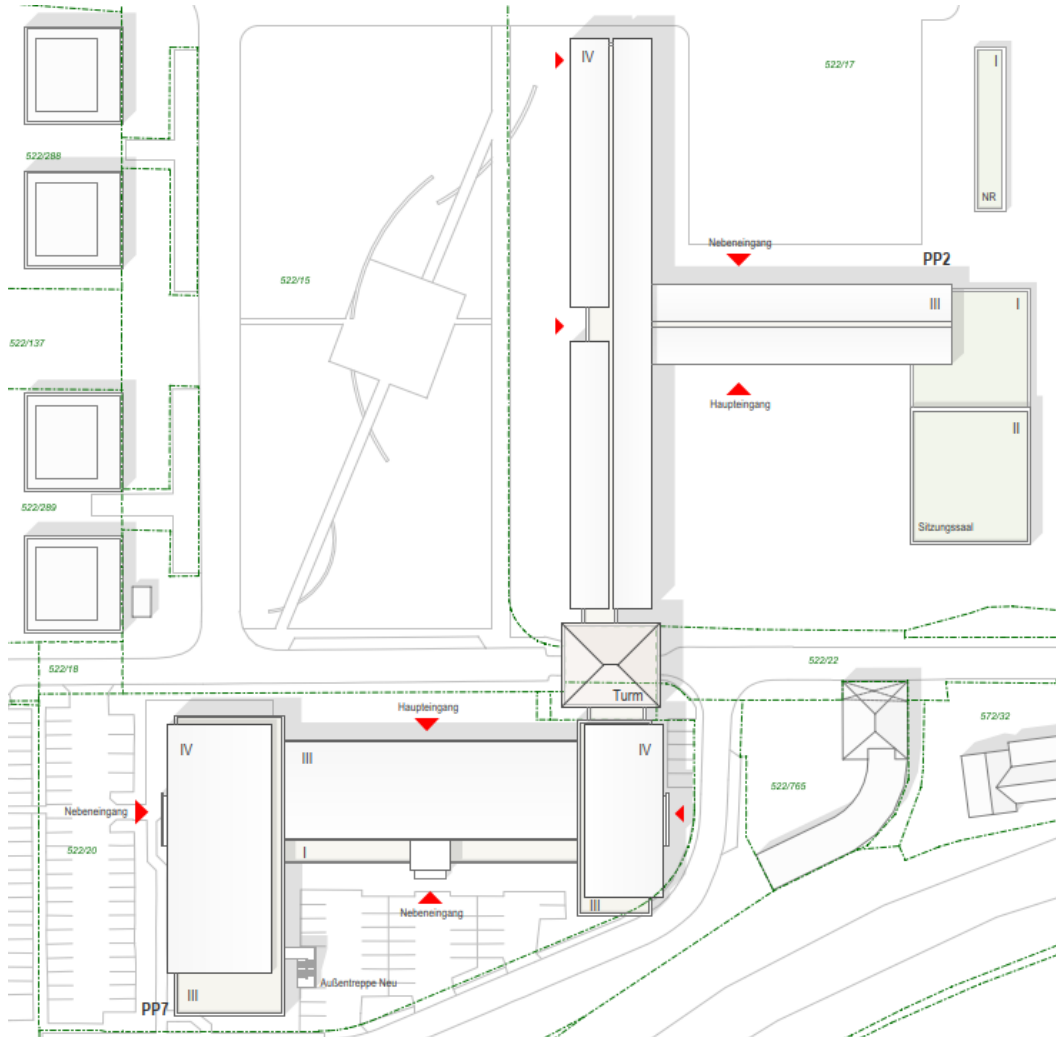 IV
522/17
I
522/288
NR
Nebeneingang
PP2
522/15
III
I
522/137
Haupteingang
II
522/289
Sitzungssaal
522/18
522/22
Turm
Haupteingang
572/32
IV
III
IV
522/765
Nebeneingang
522/20
I
III
Nebeneingang
Außentreppe Neu
III
PP7